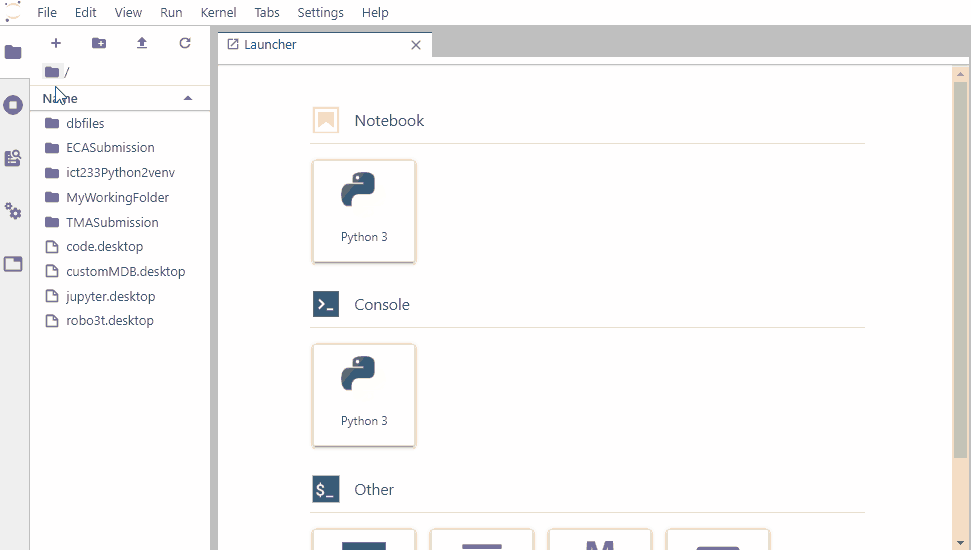 File Edit View Run Kernel Tabs Settings Help
Launcher
/
Name
dbfiles
ECASubmission
ict233Python2venv
MyWorkingFolder
TMASubmission
code.desktop
customMDB.desktop
jupyter.desktop
robo3t.desktop
Notebook
Python 3
Console
Python 3
$_ Other
M